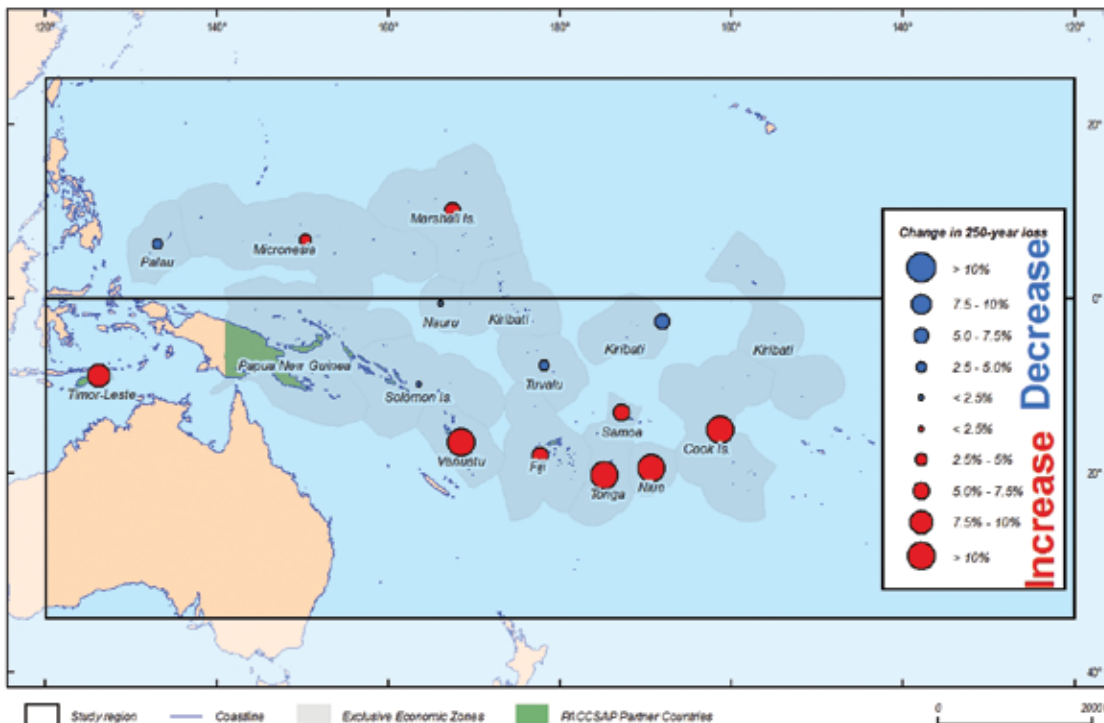 120° 140° 160° 180° 160° 140° 120°
20° 
Marshall Is.
Micronesia
Palau
Change in 250-year loss
> 10%
7.5 - 10%
5.0 - 7.5%
2.5 - 5.0%
< 2.5%
< 2.5%
2.5% - 5%
5.0% - 7.5%
7.5% - 10%
> 10%
Decrease
Increase
0°
Nauru
Kiribati
Kiribati
Kiribati
Papua New Guinea
Timor-Leste
Solomon Is.
Tuvalu
Samoa
Cook Is.
Vanuatu
Fiji
Tonga
Niue
20°
40°
Study region
Coastline
Exclusive Economic Zones
PACCSAP Partner Countries
0